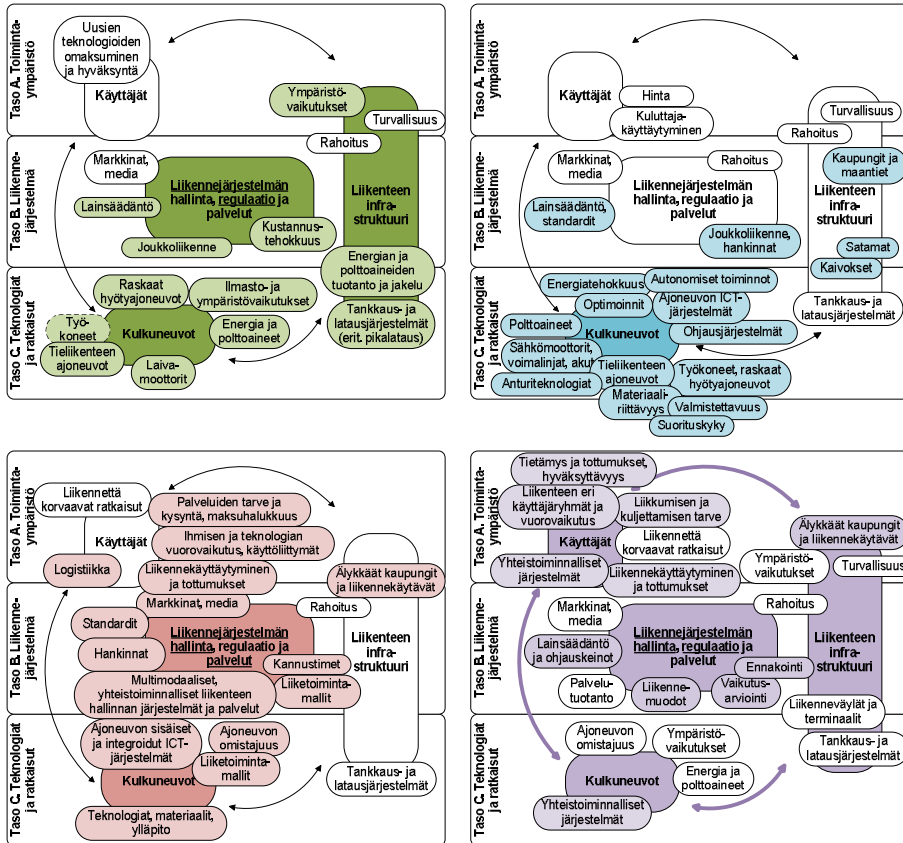 Taso A. Toiminta-
ympäristö
Uusien
teknologioiden
omaksuminen
ja hyväksyntä
Käyttäjät
Ympäristö-
vaikutukset
Turvallisuus
Rahoitus
Taso B. Liikenne-
järjestelmä
Markkinat,
media
Lainsäädäntö
Liikennejärjestelmän
hallinta, regulaatio ja
palvelut
Kustannus-
tehokkuus
Joukkoliikenne
Liikenteen
infra-
struktuuri
Energian ja
polttoaineiden
tuotanto ja jakelu
Taso C. Teknologiat
ja ratkaisut
Raskaat
hyötyajoneuvot
Ilmasto- ja
ympäristövaikutukset
Työ-
koneet
Kulkuneuvot
Energia ja
polttoaineet
Tieliikenteen
ajoneuvot
Laiva-
moottorit
Tankkaus- ja
latausjärjestelmät
(erit. pikalataus)
Taso A. Toiminta-
ympäristö
Käyttäjät
Hinta
Kuluttaja-
käyttäytyminen
Turvallisuus
Rahoitus
Taso B. Liikenne-
järjestelmä
Markkinat,
media
Rahoitus
Lainsäädäntö,
standardit
Liikennejärjestelmän
hallinta, regulaatio ja
palvelut
Joukkoliikenne,
hankinnat
Kaupungit ja
maantiet
Liikenteen
infra-
struktuuri
Satamat
Kaivokset
Taso C. Teknologiat
ja ratkaisut
Energiatehokkuus
Autonomiset toiminnot
Optimoinnit
Ajoneuvon ICT-
järjestelmät
Polttoaineet
Kulkuneuvot
Ohjausjärjestelmät
Sähkömoottorit,
voimalinjat, akut
Tieliikenteen
ajoneuvot
Työkoneet, raskaat
hyötyajoneuvot
Anturiteknologiat
Materiaali-
riittävyys
Valmistettavuus
Suorituskyky
Tankkaus- ja
latausjärjestelmät
Taso A. Toiminta-
ympäristö
Liikennettä
korvaavat ratkaisut
Palveluiden tarve ja
kysyntä, maksuhalukkuus
Käyttäjät
Ihmisen ja teknologian
vuorovaikutus, käyttöliittymät
Logistiikka
Liikennekäyttäytyminen
ja tottumukset
Älykkäät kaupungit
ja liikennekäytävät
Taso B. Liikenne-
järjestelmä
Markkinat, media
Rahoitus
Standardit
Hankinnat
Liikennejärjestelmän
hallinta, regulaatio ja
palvelut
Kannustimet
Liiketoiminta-
mallit
Multimodaaliset,
yhteistoiminnalliset liikenteen
hallinnan järjestelmät ja palvelut
Liikenteen
infra-
struktuuri
Taso C. Teknologiat
ja ratkaisut
Ajoneuvon sisäiset
ja integroidut ICT-
järjestelmät
Ajoneuvon
omistajuus
Liiketoiminta-
mallit
Kulkuneuvot
Teknologiat, materiaalit,
ylläpito
Tankkaus- ja
latausjärjestelmät
Taso A. Toiminta-
ympäristö
Tietämys ja tottumukset,
hyväksyttävyys
Liikenteen eri
käyttäjäryhmät ja
vuorovaikutus
Liikkumisen ja
kuljettamisen tarve
Käyttäjät
Liikennettä
korvaavat ratkaisut
Yhteistoiminnalliset
järjestelmät
Liikennekäyttäytyminen
ja tottumukset
Ympäristö-
vaikutukset
Älykkäät kaupungit
ja liikennekäytävät
Turvallisuus
Taso B. Liikenne-
järjestelmä
Markkinat,
media
Rahoitus
Lainsäädäntö
ja ohjauskeinot
Liikennejärjestelmän
hallinta, regulaatio ja
palvelut
Ennakointi
Palvelu-
tuotanto
Liikenne-
muodot
Vaikutus-
arviointi
Liikenteen
infra-
struktuuri
Liikenneväylät ja
terminaalit
Taso C. Teknologiat
ja ratkaisut
Ajoneuvon
omistajuus
Ympäristö-
vaikutukset
Kulkuneuvot
Energia ja
polttoaineet
Yhteistoiminnalliset
järjestelmät
Tankkaus- ja
latausjärjestelmät